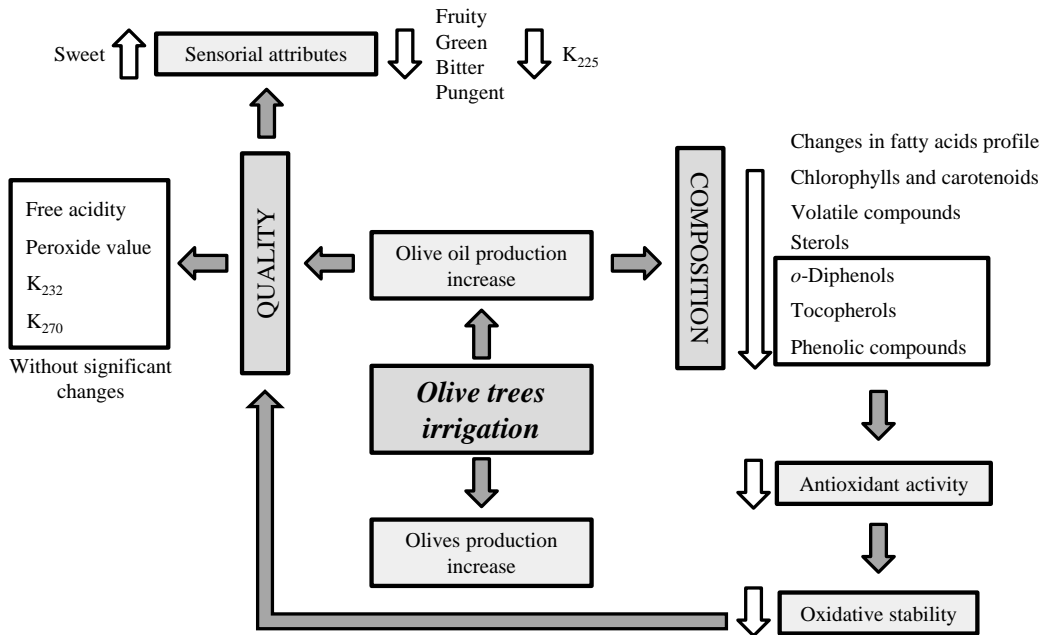 Sweet
Sensorial attributes
Fruity
Green
Bitter
Pungent
K225
Free acidity
Peroxide value
K232
K270
Without significant
changes
QUALITY
Olive oil production
increase
COMPOSITION
Changes in fatty acids profile
Chlorophylls and carotenoids
Volatile compounds
Sterols
o-Diphenols
Tocopherols
Phenolic compounds
Olive trees
irrigation
Olives production
increase
Antioxidant activity
Oxidative stability